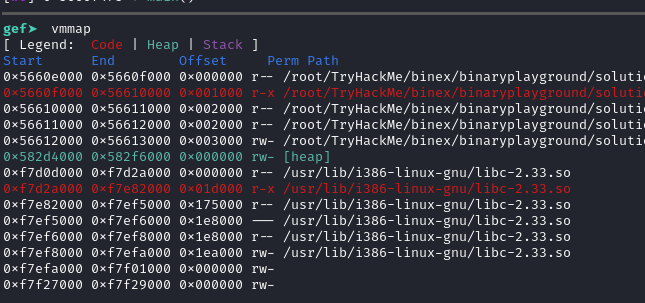 gef➤ vmmap
[ Legend: Code | Heap | Stack ]
Start End Offset Perm Path
0×5660e000 0×5660f000 0×000000 r-- /root/TryHackMe/binex/binaryplayground/soluti
0×5660f000 0×56610000 0×001000 r-x /root/TryHackMe/binex/binaryplayground/soluti
0×56610000 0×56611000 0×002000 r-- /root/TryHackMe/binex/binaryplayground/soluti
0×56611000 0×56612000 0×002000 r-- /root/TryHackMe/binex/binaryplayground/soluti
0×56612000 0×56613000 0×003000 rw- /root/TryHackMe/binex/binaryplayground/soluti
0×582d4000 0×582f6000 0×000000 rw- [heap]
0×f7d0d000 0×f7d2a000 0×000000 r-- /usr/lib/i386-linux-gnu/libc-2.33.so
0×f7d2a000 0×f7e82000 0×01d000 r-x /usr/lib/i386-linux-gnu/libc-2.33.so
0×f7e82000 0×f7ef5000 0×175000 r-- /usr/lib/i386-linux-gnu/libc-2.33.so
0×f7ef5000 0×f7ef6000 0×1e8000 --- /usr/lib/i386-linux-gnu/libc-2.33.so
0×f7ef6000 0×f7ef8000 0×1e8000 r-- /usr/lib/i386-linux-gnu/libc-2.33.so
0×f7ef8000 0×f7efa000 0×1ea000 rw- /usr/lib/i386-linux-gnu/libc-2.33.so
0×f7efa000 0×f7f01000 0×000000 rw-
0×f7f27000 0×f7f29000 0×000000 rw-